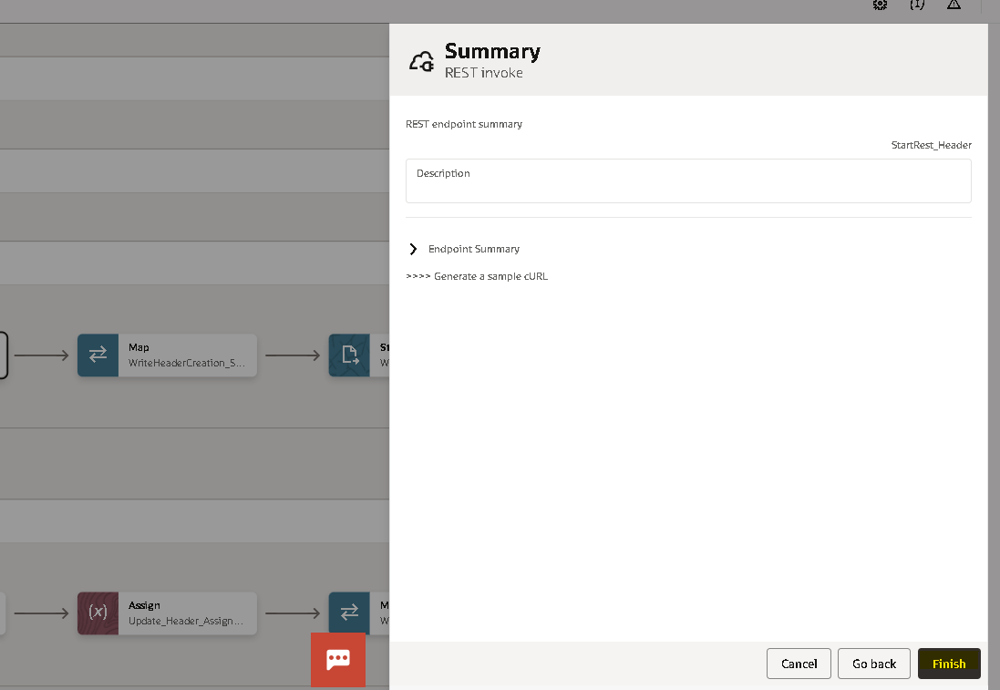 Summary
REST invoke
REST endpoint summary
StartRest_Header
Description
Endpoint Summary
>>>> Generate a sample cURL
Map
WriteHeaderCreation_S...
St
W
Assign
Update_Header_Assign...
M
W
Cancel
Go back
Finish